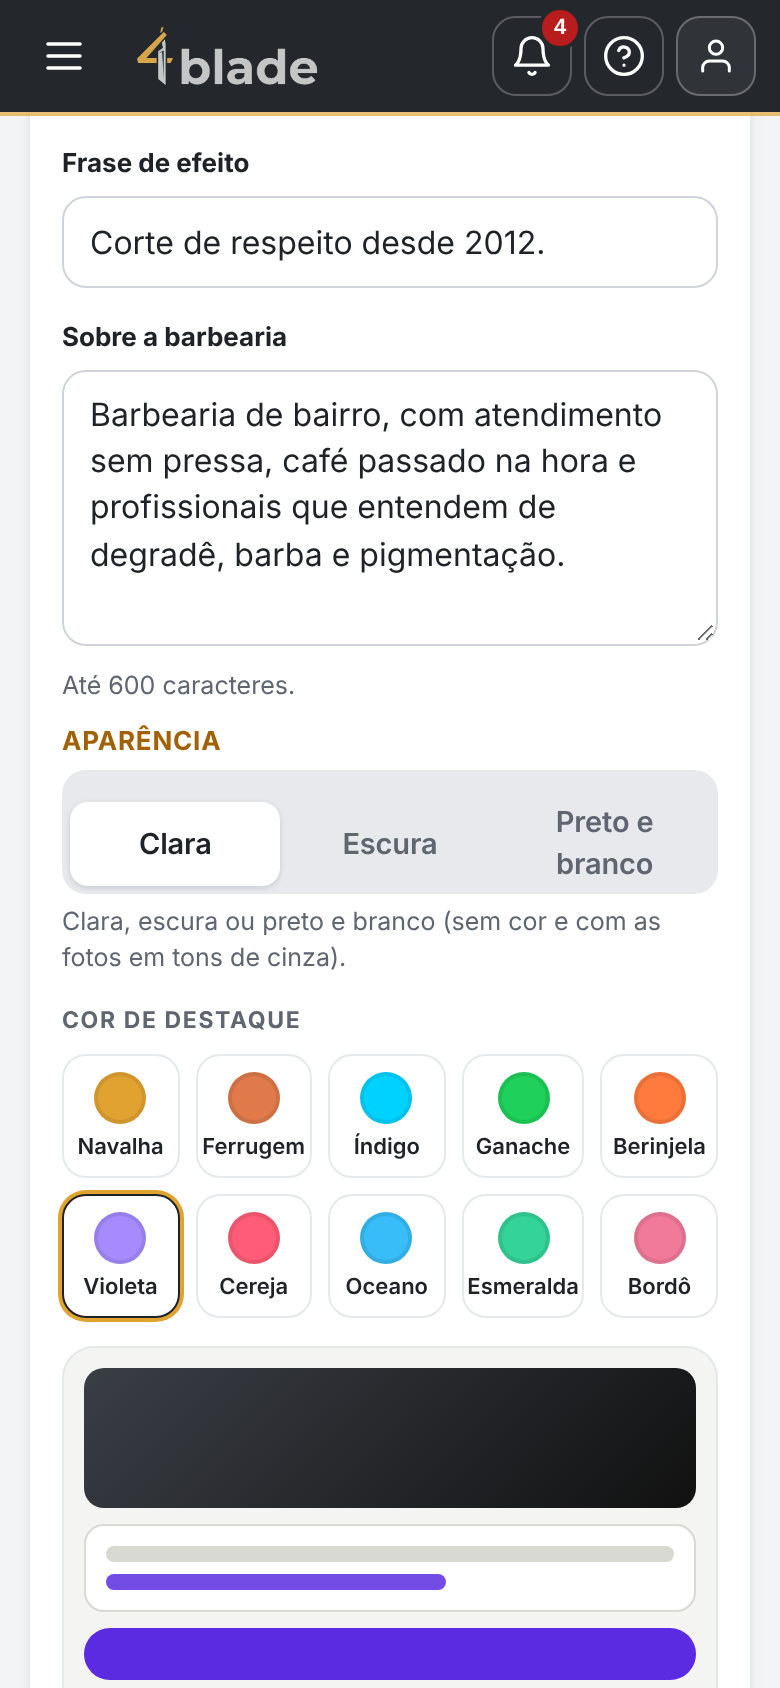 4blade
4
Frase de efeito
Corte de respeito desde 2012.
Sobre a barbearia
Barbearia de bairro, com atendimento
sem pressa, café passado na hora e
profissionais que entendem de
degradê, barba e pigmentação.
Até 600 caracteres.
APARÊNCIA
Clara
Escura
Preto e
branco
Clara, escura ou preto e branco (sem cor e com as
fotos em tons de cinza).
COR DE DESTAQUE
Navalha
Ferrugem
Índigo
Ganache
Berinjela
Violeta
Cereja
Oceano
Esmeralda
Bordô